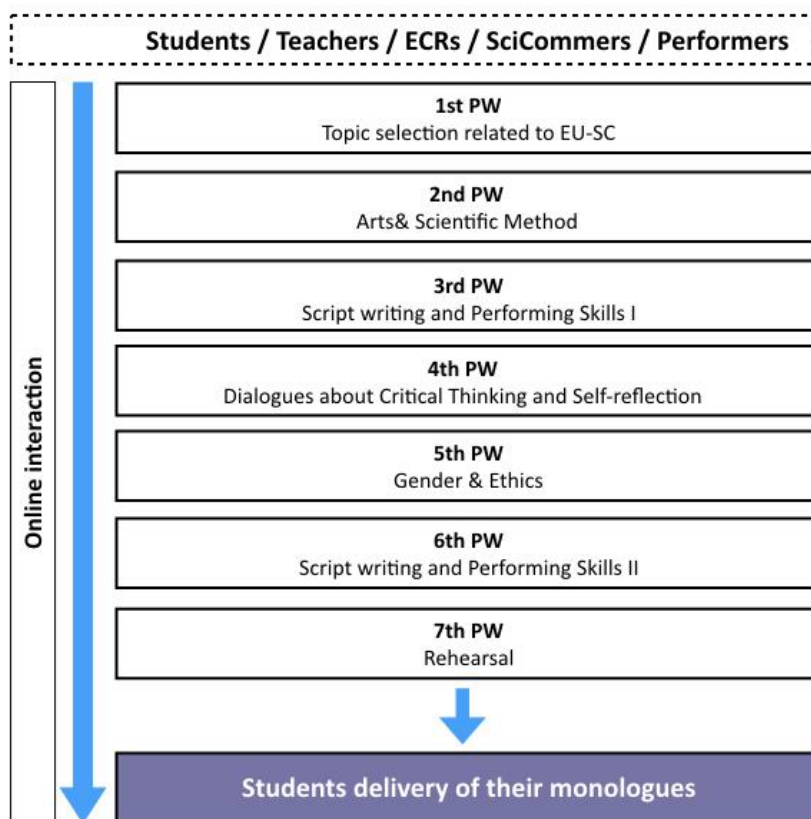 Students / Teachers / ECRs / SciCommers / Performers
Online interaction
1st PW
Topic selection related to EU-SC
2nd PW
Arts& Scientific Method
3rd PW
Script writing and Performing Skills I
4th PW
Dialogues about Critical Thinking and Self-reflection
5th PW
Gender & Ethics
6th PW
Script writing and Performing Skills II
7th PW
Rehearsal
Students delivery of their monologues